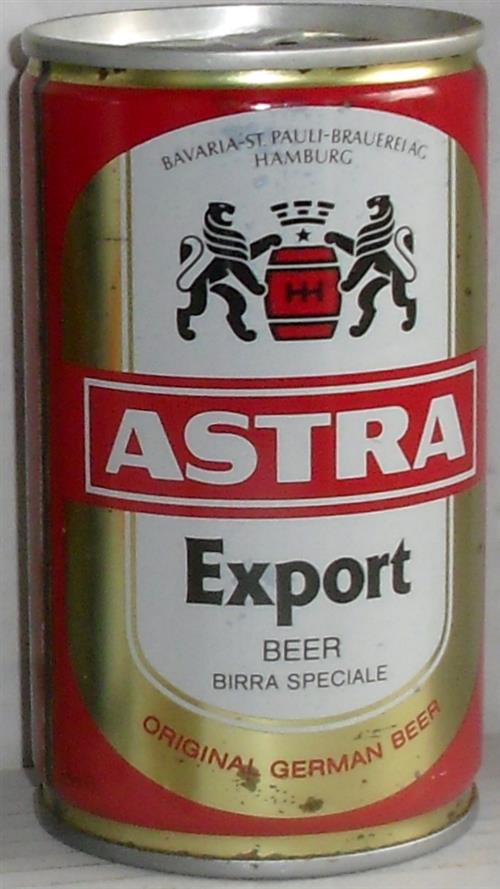 BAVARIA-ST. PAULI-BRAUEREI AG
HAMBURG
ASTRA
Export
BEER
BIRRA SPECIALE
ORIGINAL GERMAN BEER